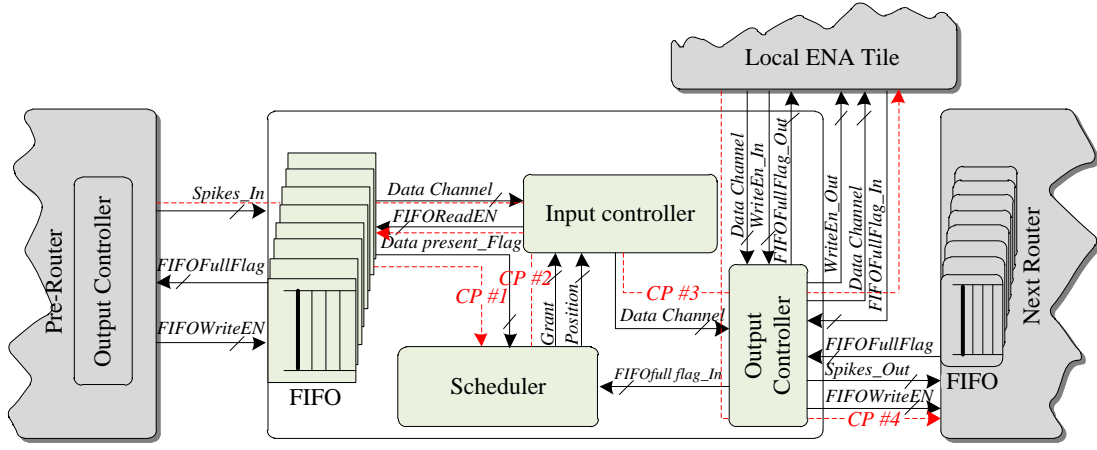 Local ENA Tile
Pre-Router
Output Controller
Spikes_In
FIFOFullFlag
FIFOWriteEN
FIFO
Data Channel
FIFOReadEN
Data present_Flag
CP #1
CP #2
Input controller
Grant
Position
Scheduler
CP #3
Data Channel
FIFOfull flag_In
Data Channel
WriteEn_In
FIFOFullFlag_Out
WriteEn_Out
Data Channel
FIFOFullFlag_In
Output
Controller
FIFOFullFlag
Spikes_Out
FIFOWriteEN
CP #4
FIFO
Next Router